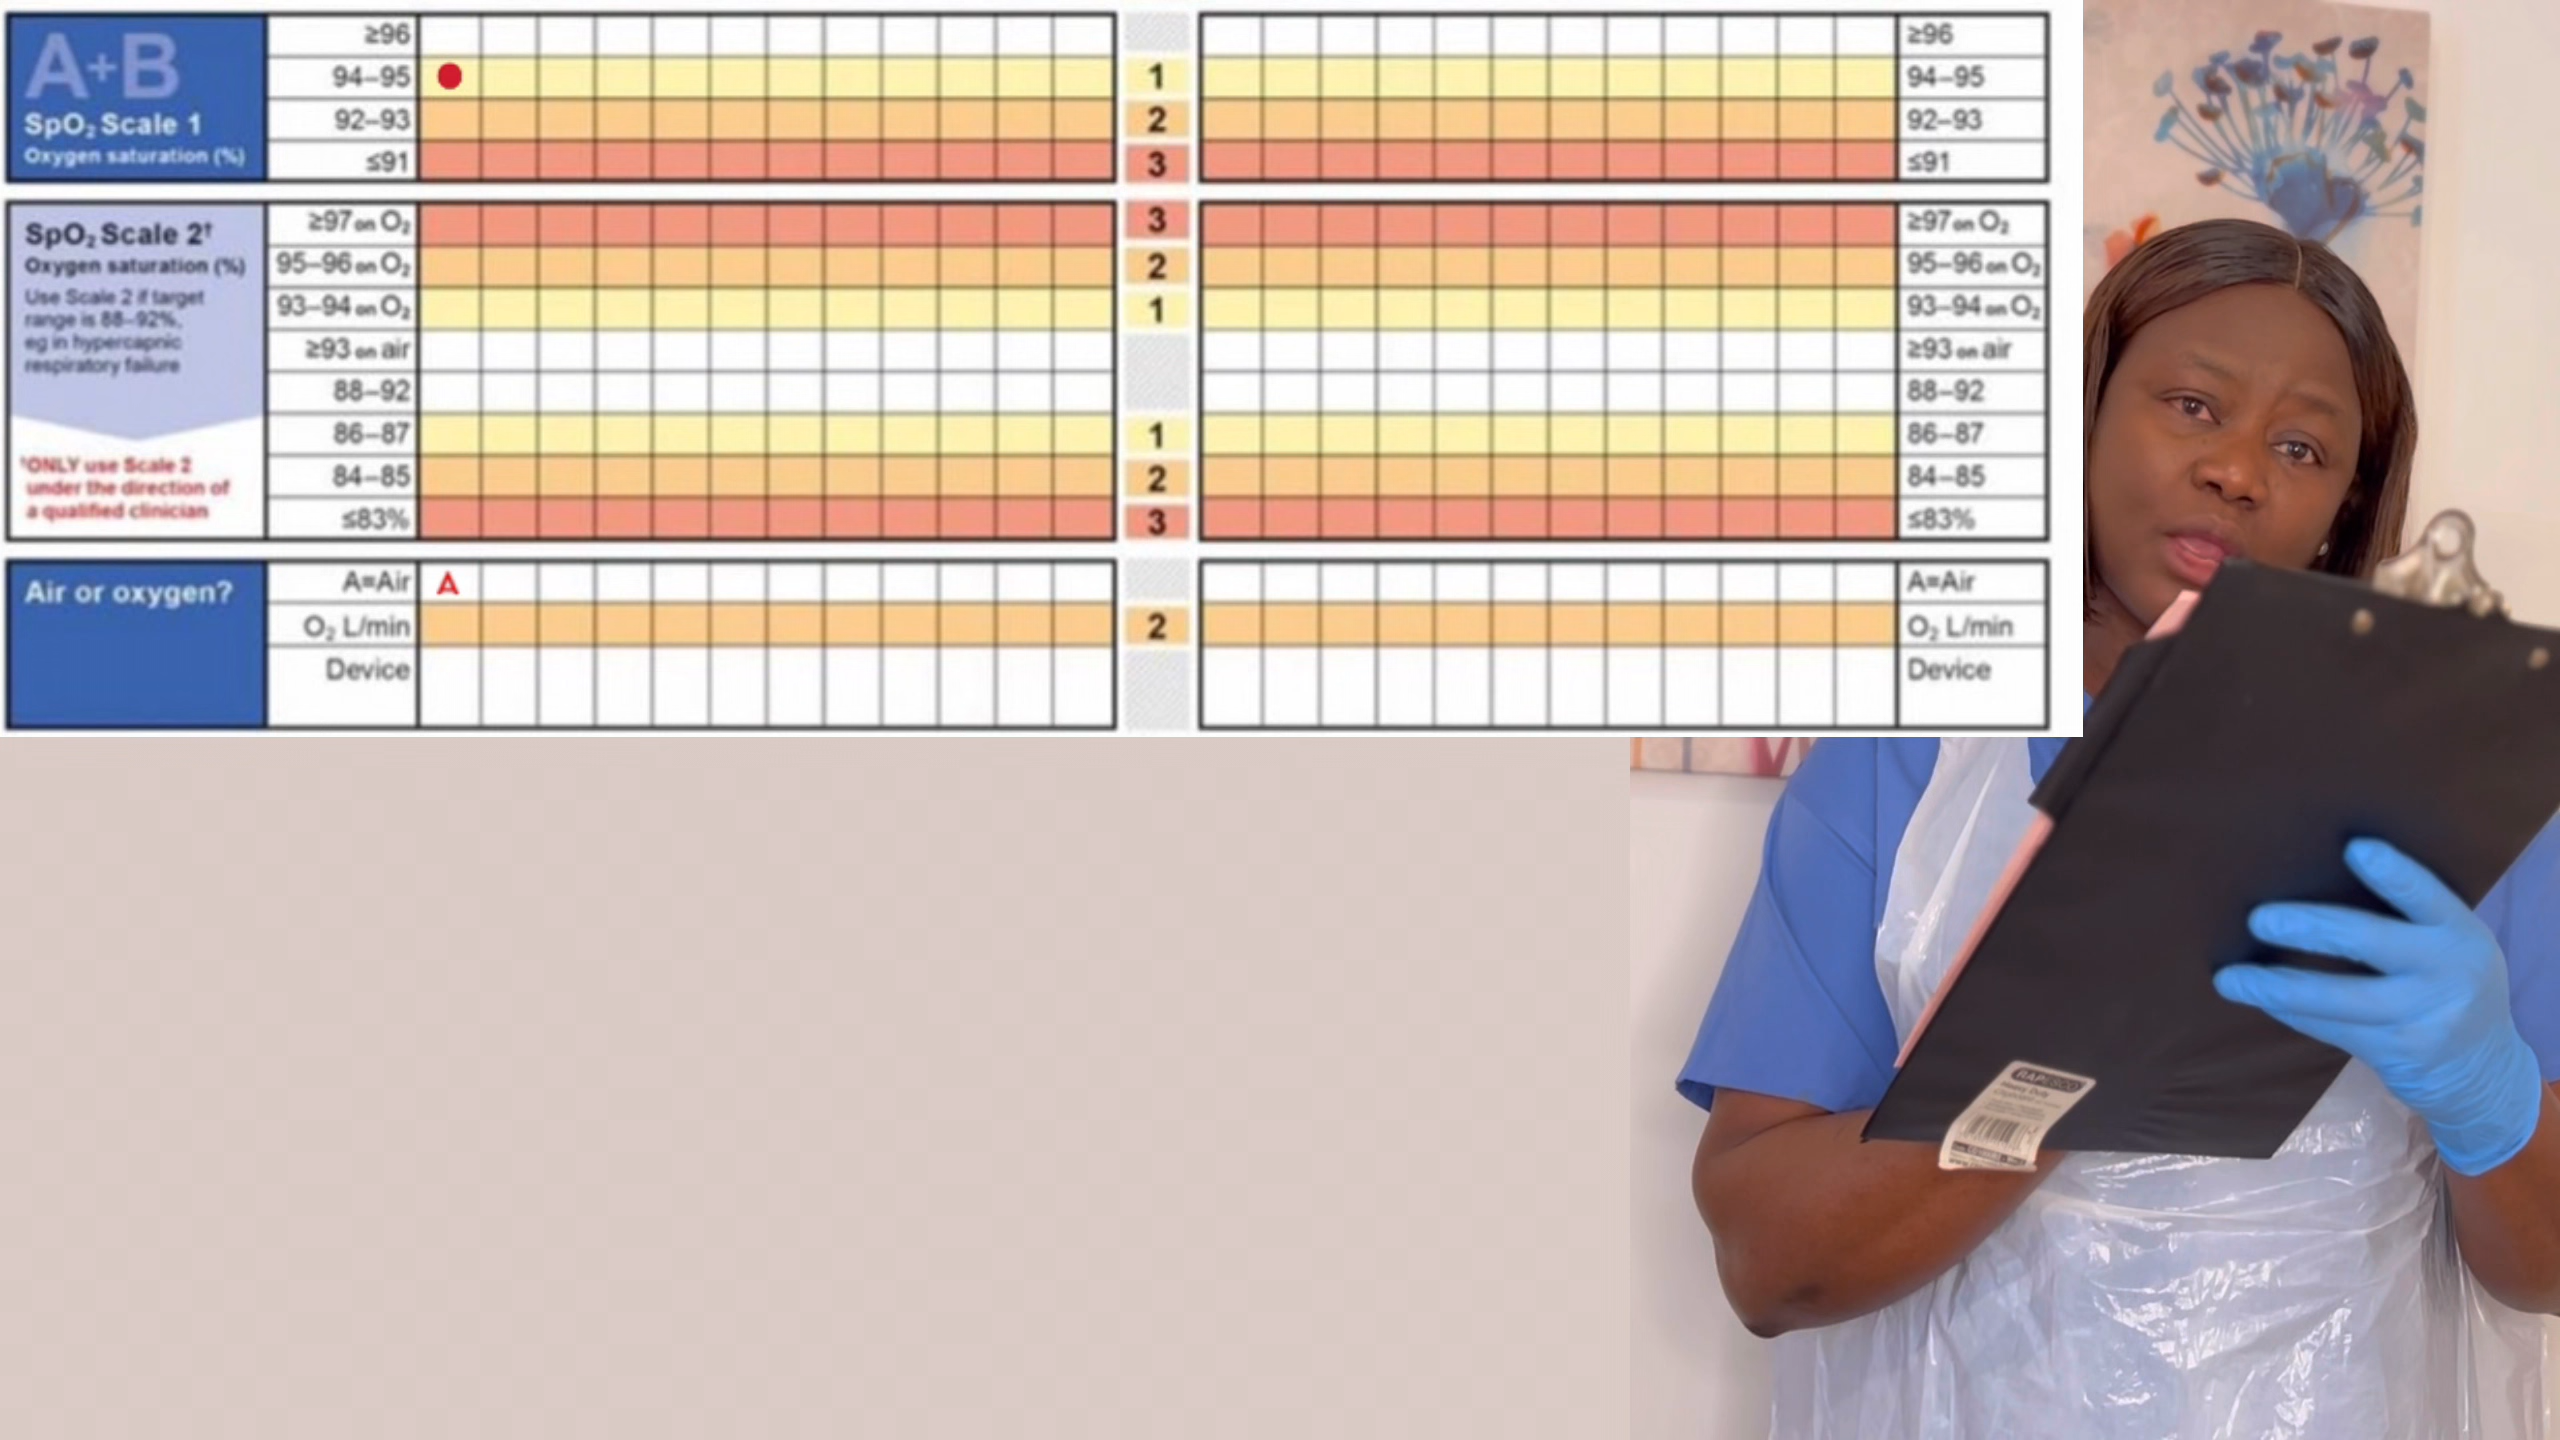 A+B
SpO₂ Scale 1
Oxygen saturation (%)
≥96
94–95
92–93
≤91
1
2
3
≥96
94–95
92–93
≤91
SpO₂ Scale 2†
Oxygen saturation (%)
Use Scale 2 if target
range is 88–92%,
eg in hypercapnic
respiratory failure
†ONLY use Scale 2
under the direction of
a qualified clinician
≥97 on O₂
95–96 on O₂
93–94 on O₂
≥93 on air
88–92
86–87
84–85
≤83%
3
2
1
1
2
3
≥97 on O₂
95–96 on O₂
93–94 on O₂
≥93 on air
88–92
86–87
84–85
≤83%
Air or oxygen?
A=Air
A
O₂ L/min
Device
2
A=Air
O₂ L/min
Device
RAPESCO
Heavy Duty